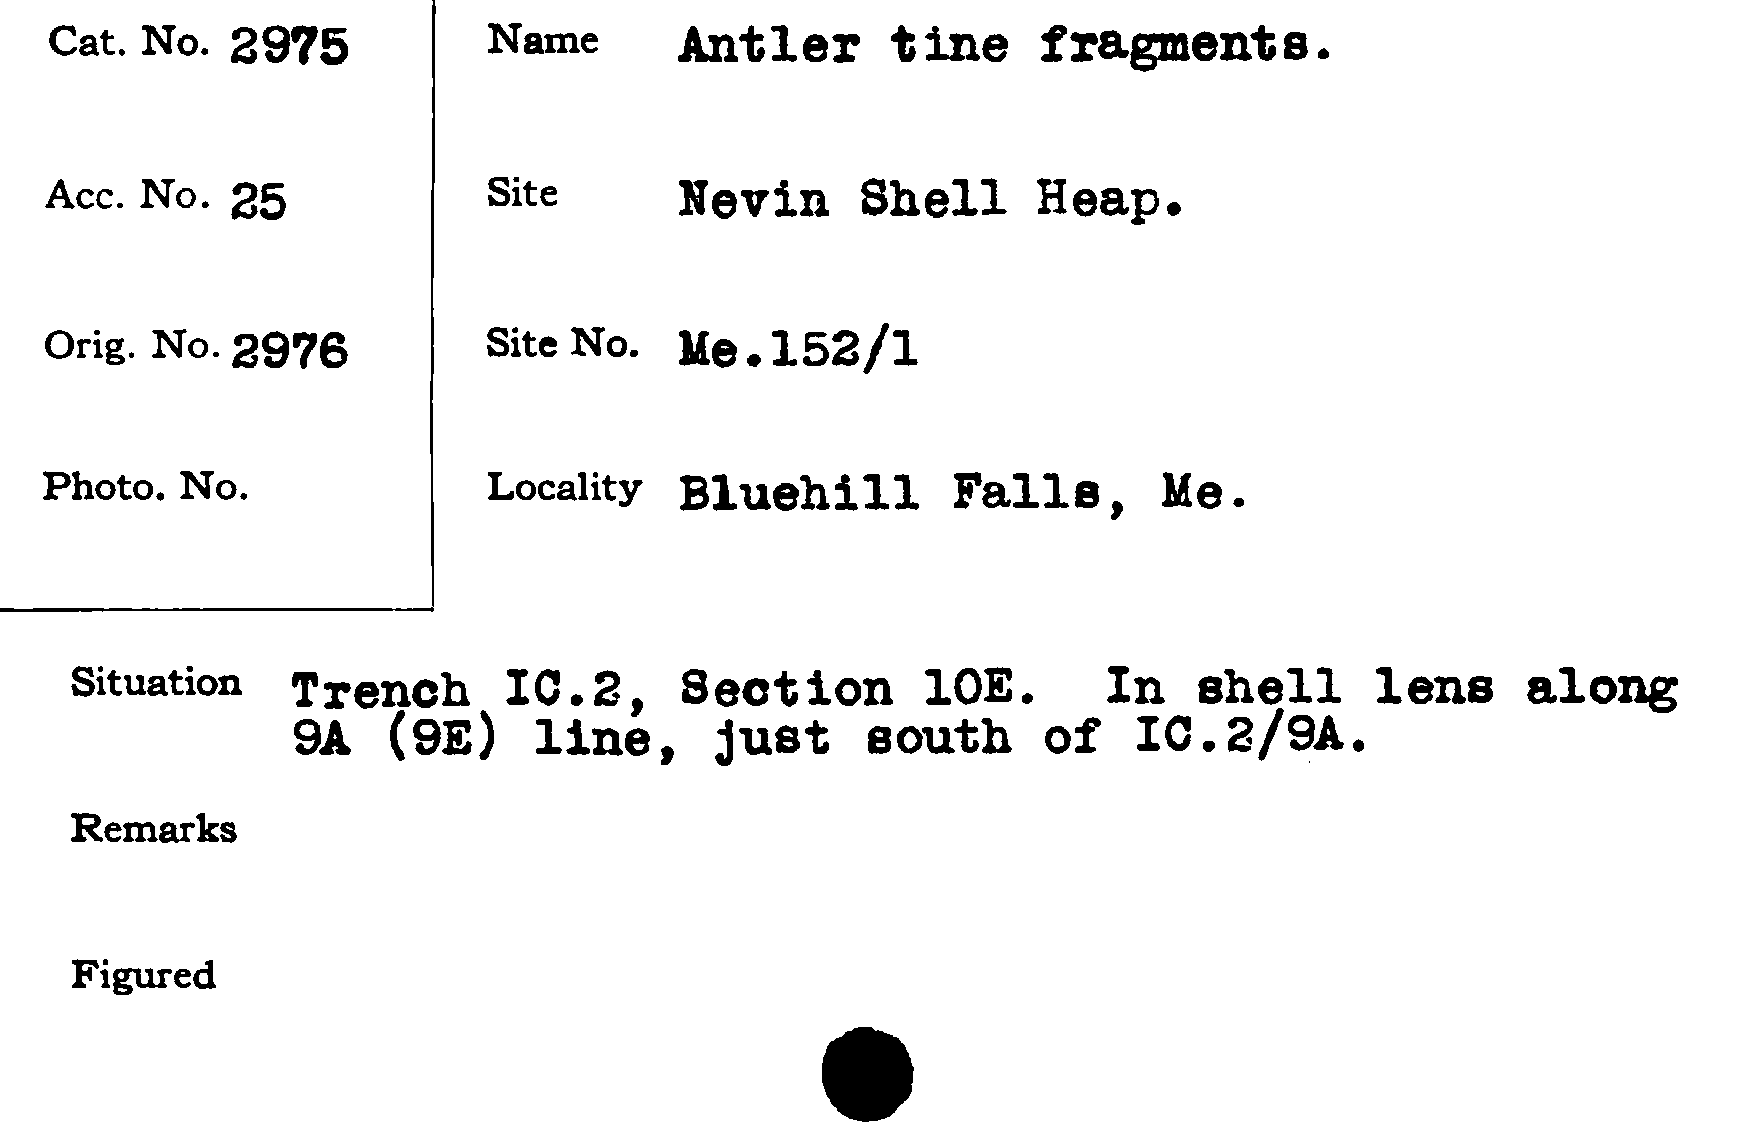 Cat. No. 2975
Name Antler tine fragments.
Acc. No. 25
Site Nevin Shell Heap.
Orig. No. 2976
Site No. Me.152/1
Photo. No.
Locality Bluehill Falls, Me.
Situation Trench IC.2, Section 10E. In shell lens along
9A (9E) line, just south of IC.2/9A.
Remarks
Figured